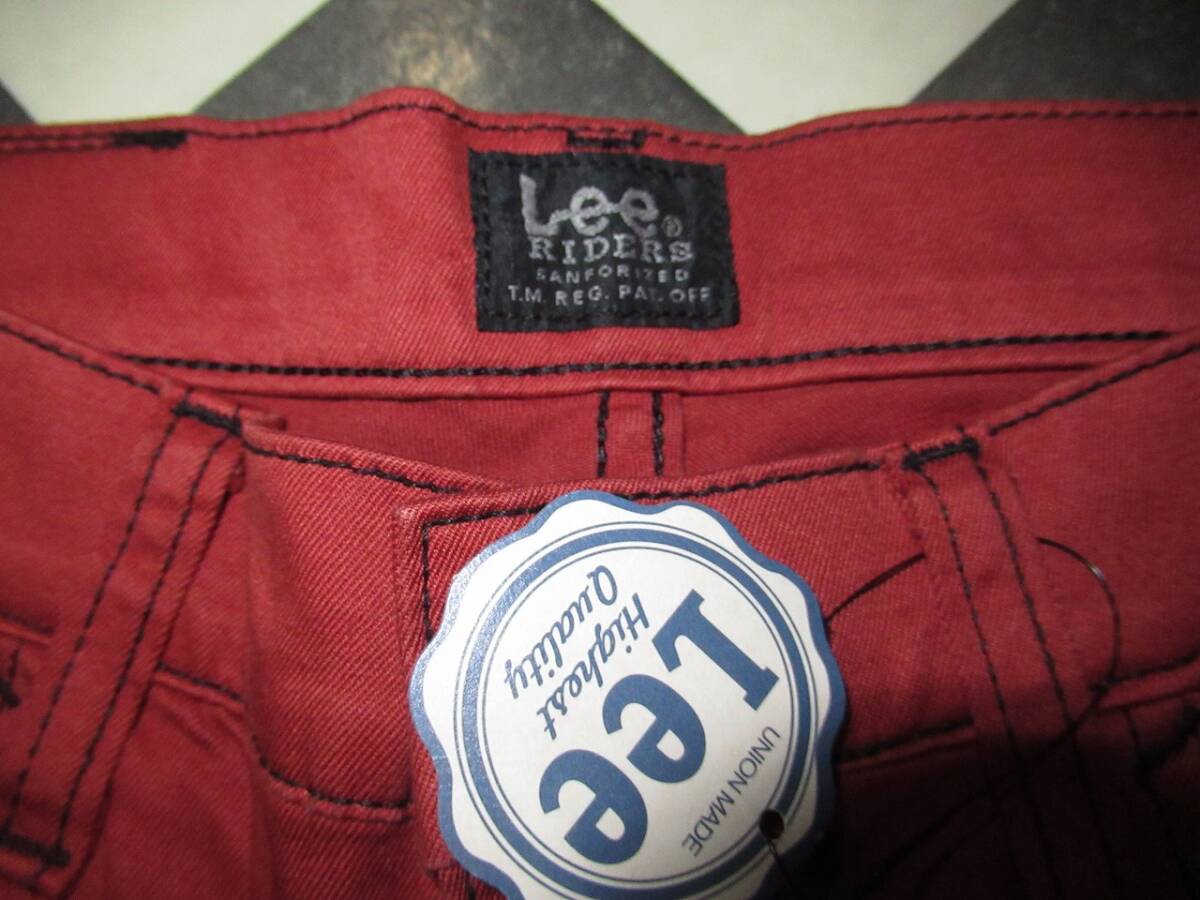 Lee®
RIDERS
SANFORIZED
T.M. REG. PAT. OFF
UNION MADE
Lee
Highest
Quality